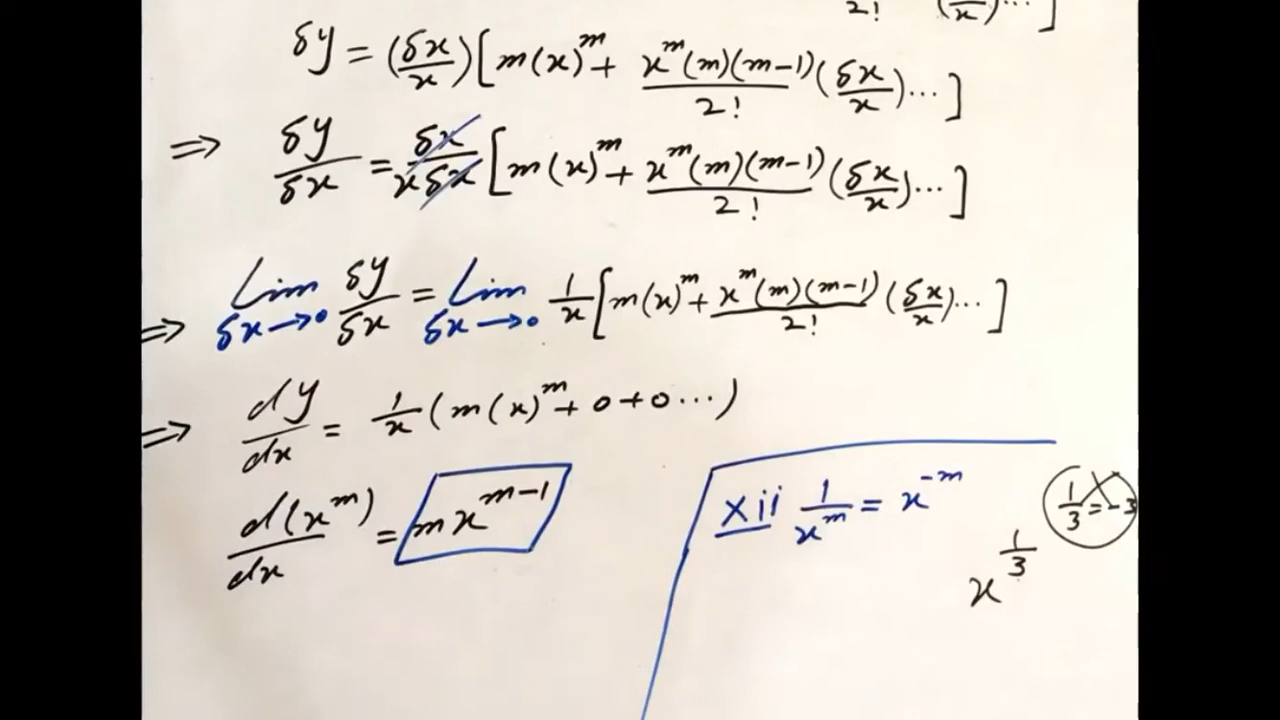 2! (/x)...]
δy = (δx/x)[m(x)^m + x^m(m)(m-1)/2! (δx/x)...]
⇒ δy/δx = δx/xδx [m(x)^m + x^m(m)(m-1)/2! (δx/x)...]
⇒ Lim δx→0 δy/δx = Lim δx→0 1/x [m(x)^m + x^m(m)(m-1)/2! (δx/x)...]
⇒ dy/dx = 1/x (m(x)^m + 0 + 0...)
d(x^m)/dx = mx^(m-1)
xii 1/x^m = x^-m
1/3 = -3
x^(1/3)